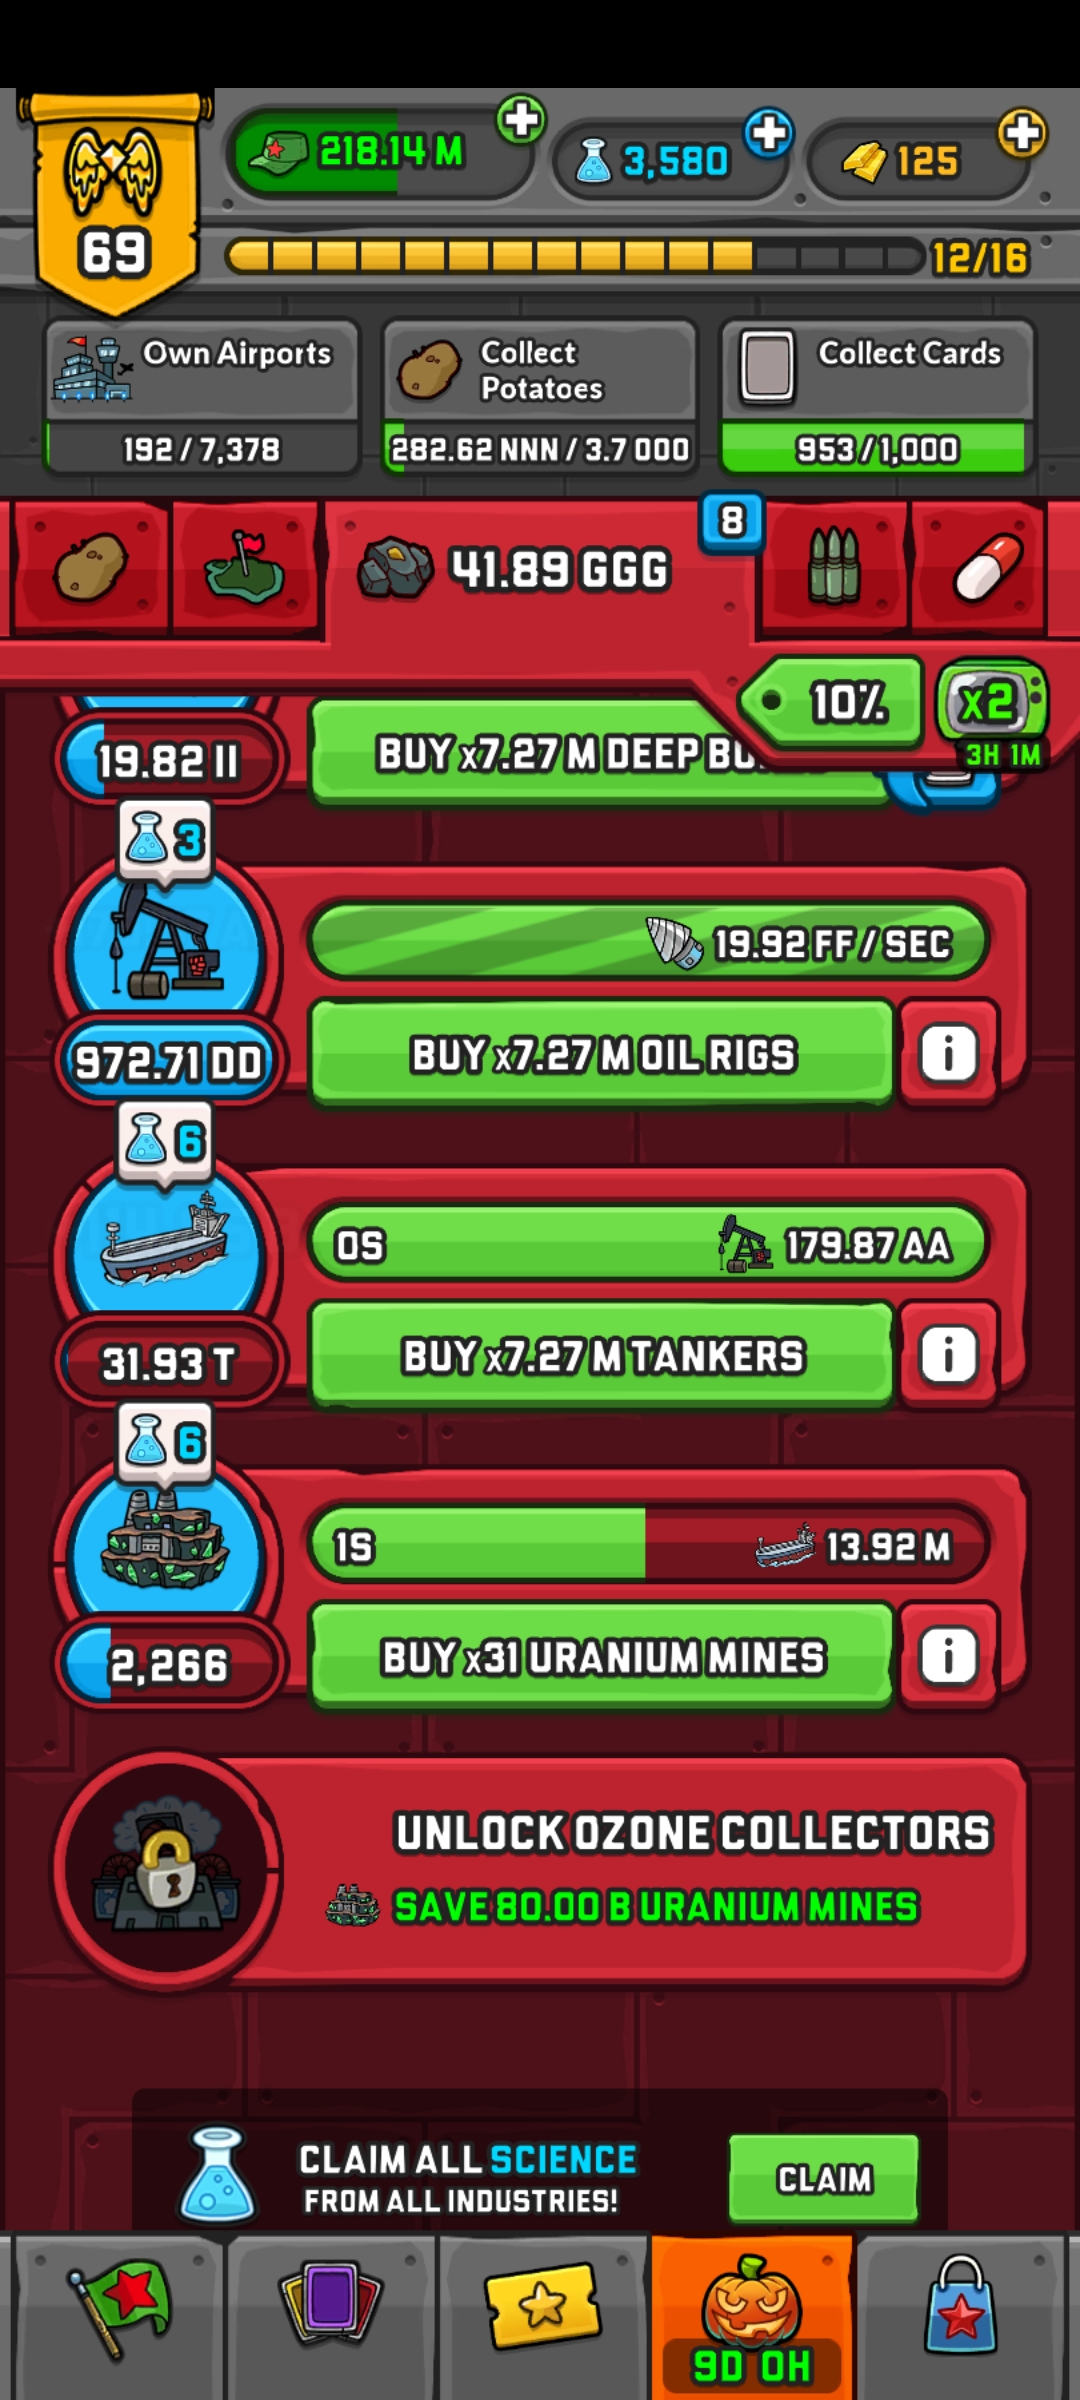 218.14 M
3,580
125
69
12/16
Own Airports
192 / 7,378
Collect
Potatoes
282.62 NNN / 3.7 OOO
Collect Cards
953 / 1,000
41.89 GGG
8
10%
x2
3H 1M
19.82 II
BUY x7.27 M DEEP BO
3
19.92 FF / SEC
972.71 DD
BUY x7.27 M OIL RIGS
6
0S
179.87 AA
31.93 T
BUY x7.27 M TANKERS
6
1S
13.92 M
2,266
BUY x31 URANIUM MINES
UNLOCK OZONE COLLECTORS
SAVE 80.00 B URANIUM MINES
CLAIM ALL SCIENCE
FROM ALL INDUSTRIES!
CLAIM
9D 0H